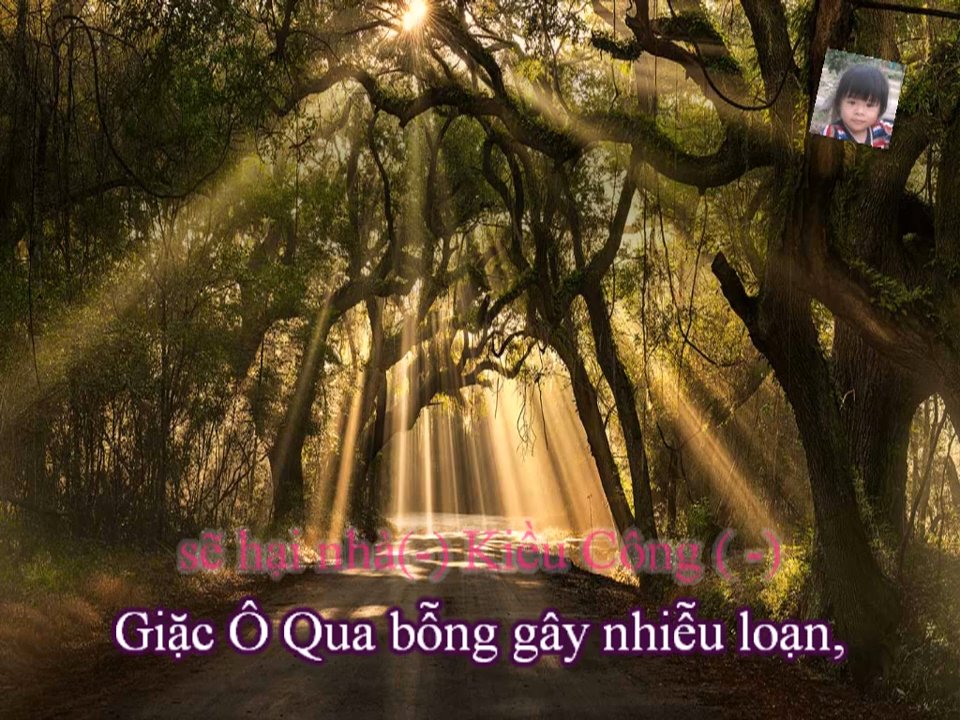 sẽ hại nhà(-) Kiều Công ( -)
Giặc Ô Qua bỗng gây nhiễu loạn,